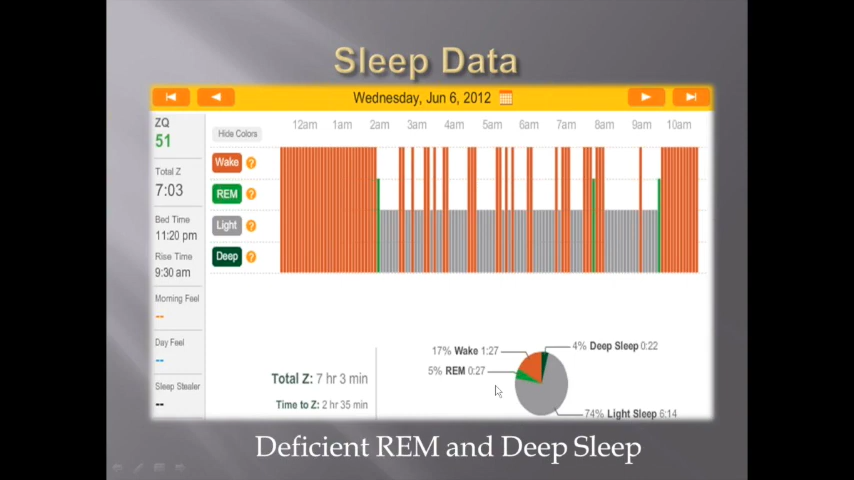 Sleep Data
Wednesday, Jun 6, 2012
ZQ
51
Total Z
7:03
Bed Time
11:20 pm
Rise Time
9:30 am
Morning Feel
--
Day Feel
--
Sleep Stealer
--
Hide Colors
12am 1am 2am 3am 4am 5am 6am 7am 8am 9am 10am
Wake ?
REM ?
Light ?
Deep ?
Total Z: 7 hr 3 min
Time to Z: 2 hr 35 min
17% Wake 1:27
5% REM 0:27
4% Deep Sleep 0:22
74% Light Sleep 6:14
Deficient REM and Deep Sleep